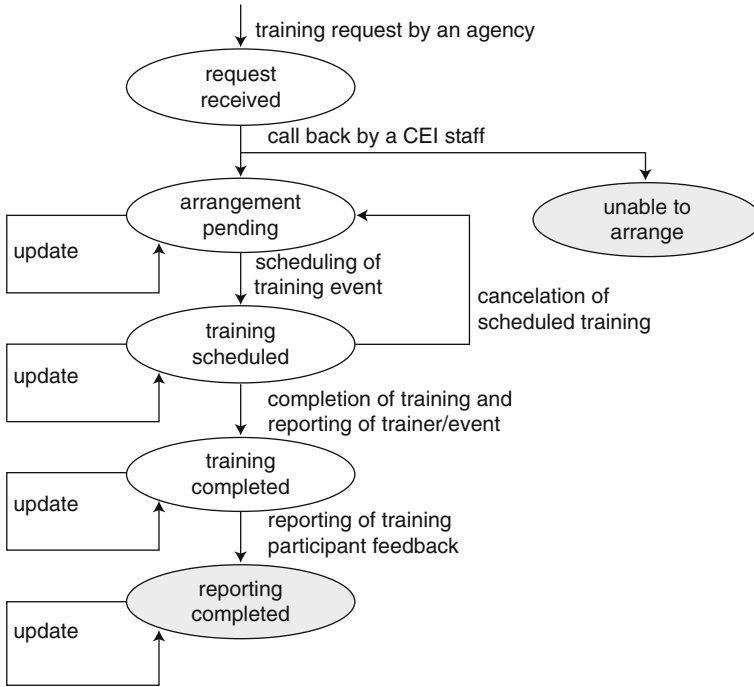 training request by an agency
request
received
call back by a CEI staff
arrangement
pending
unable to
arrange
update
scheduling of
training event
cancelation of
scheduled training
training
scheduled
update
completion of training and
reporting of trainer/event
training
completed
update
reporting of training
participant feedback
reporting
completed
update